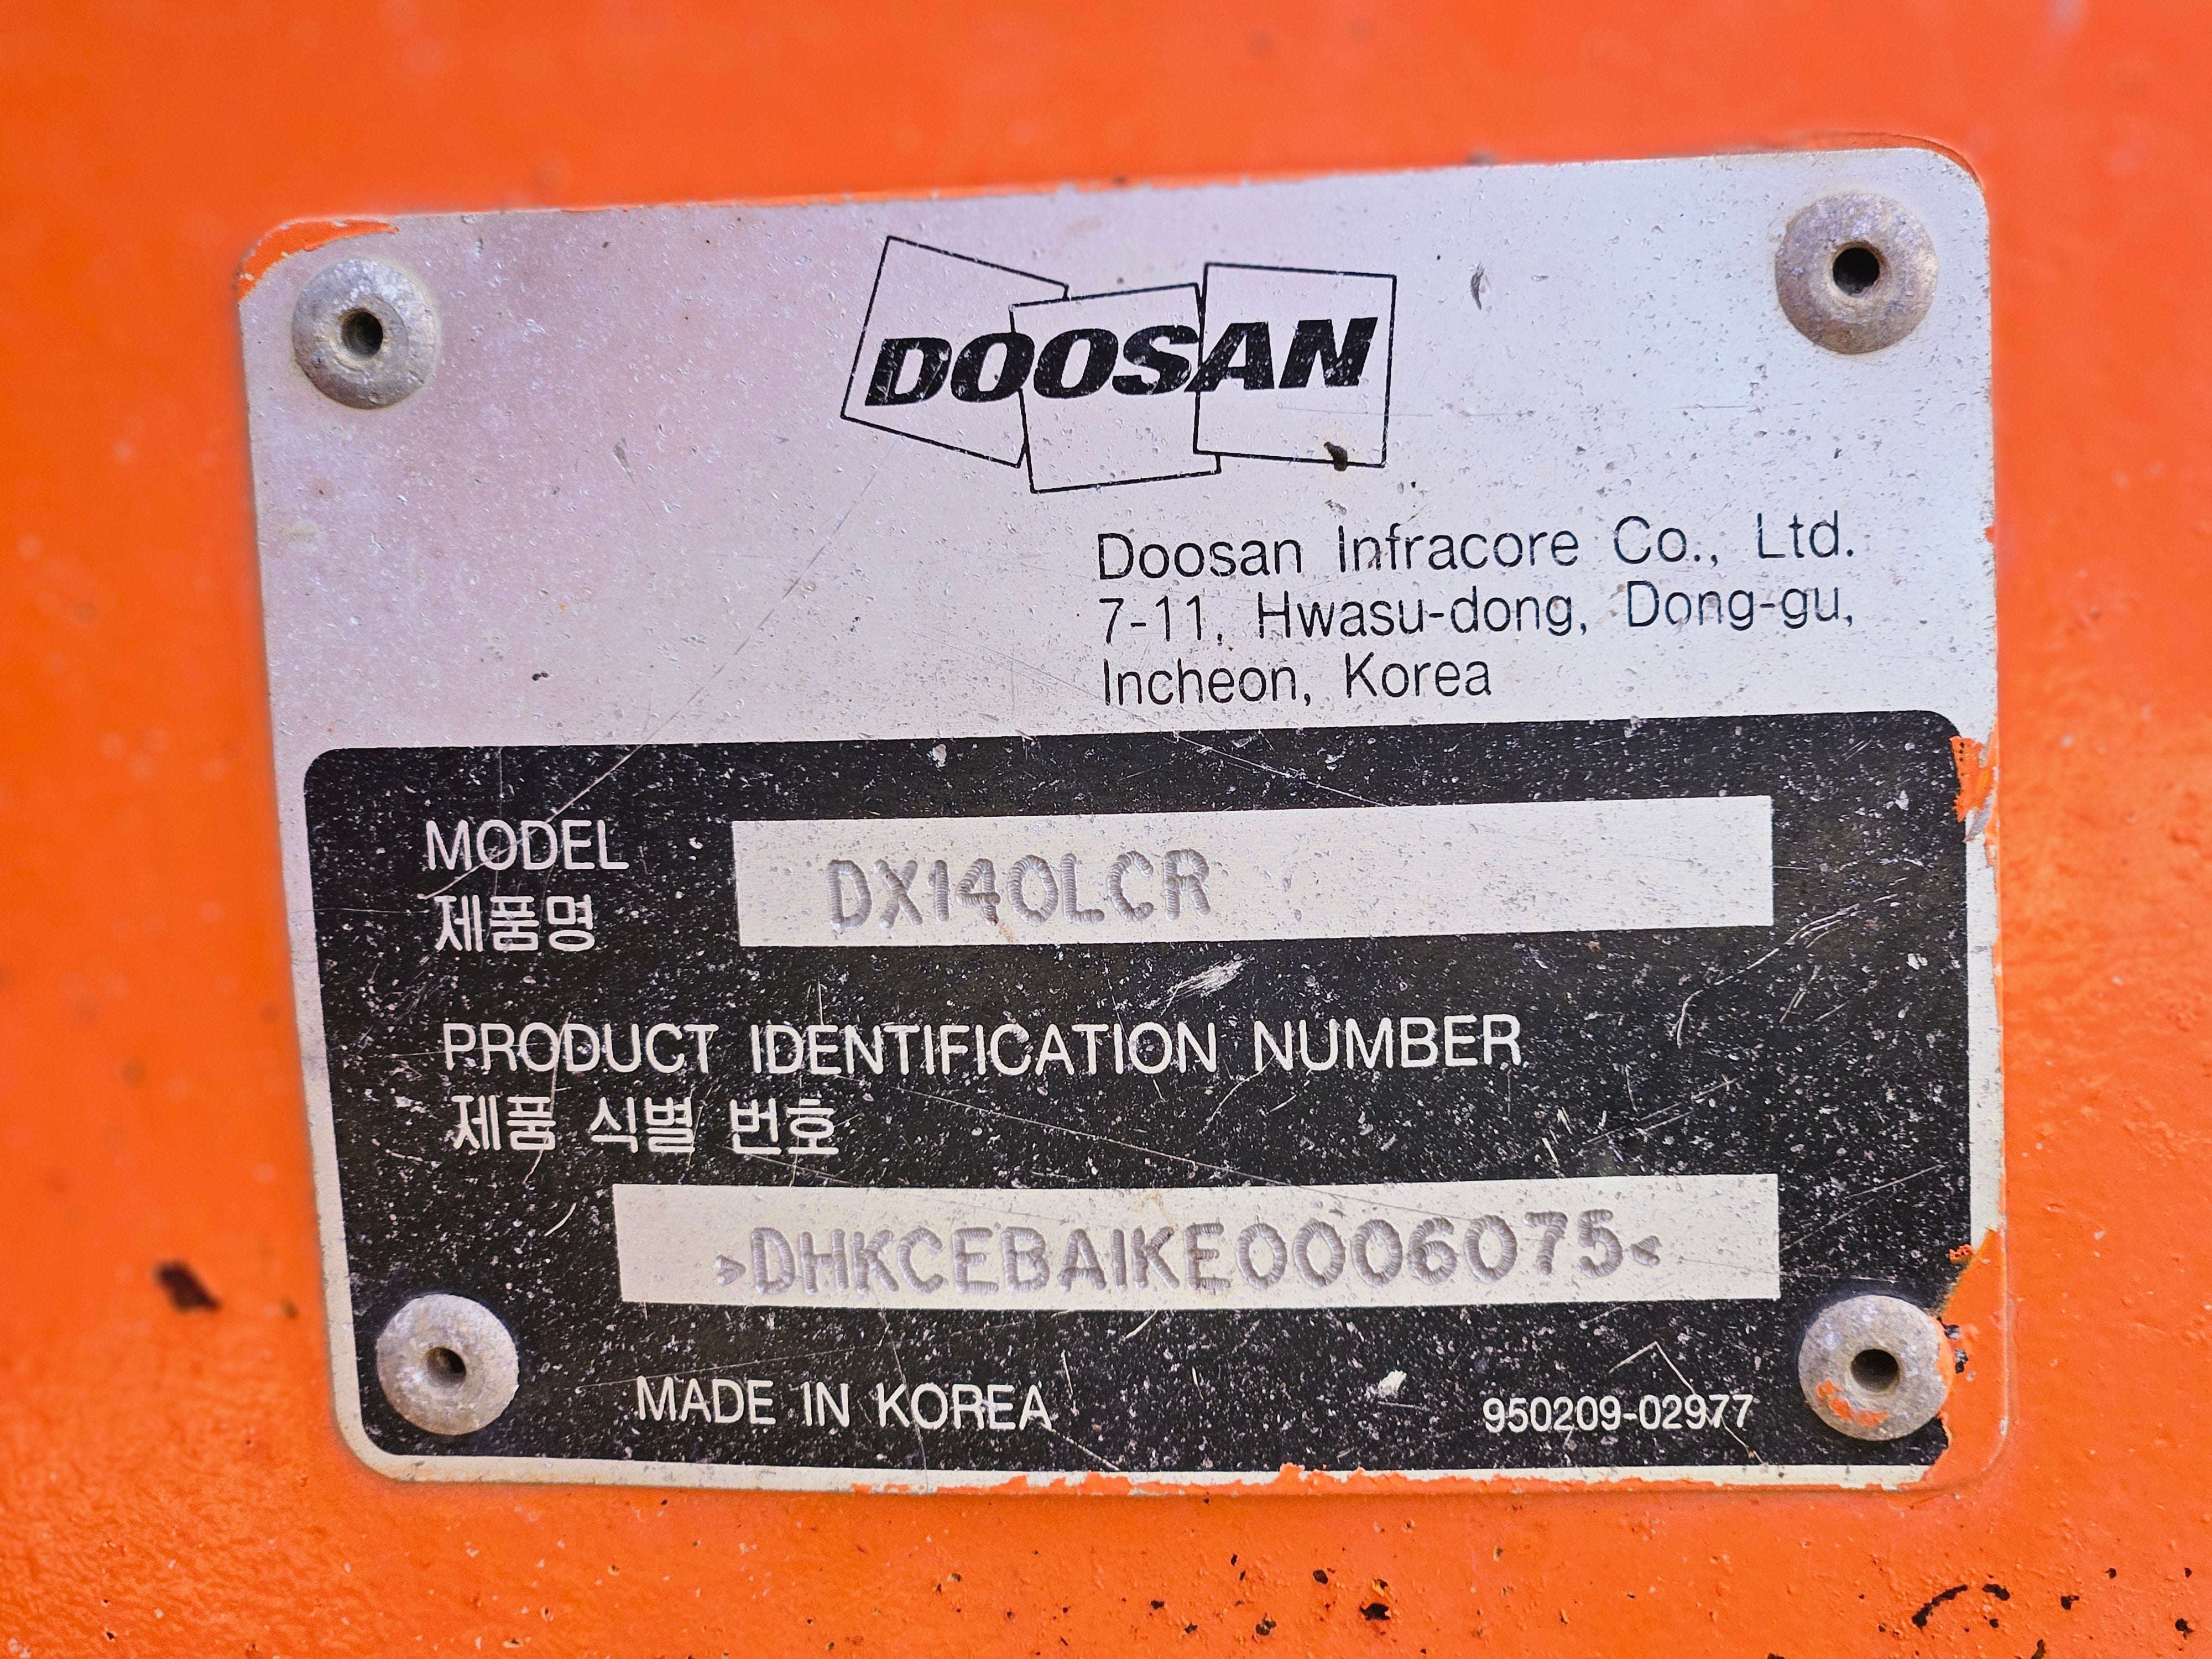 DOOSAN
Doosan Infracore Co., Ltd.
7-11, Hwasu-dong, Dong-gu,
Incheon, Korea
MODEL
DX140LCR
제품명
PRODUCT IDENTIFICATION NUMBER
제품 식별 번호
>DHKCEBAIKE0006075<
MADE IN KOREA
950209-02977